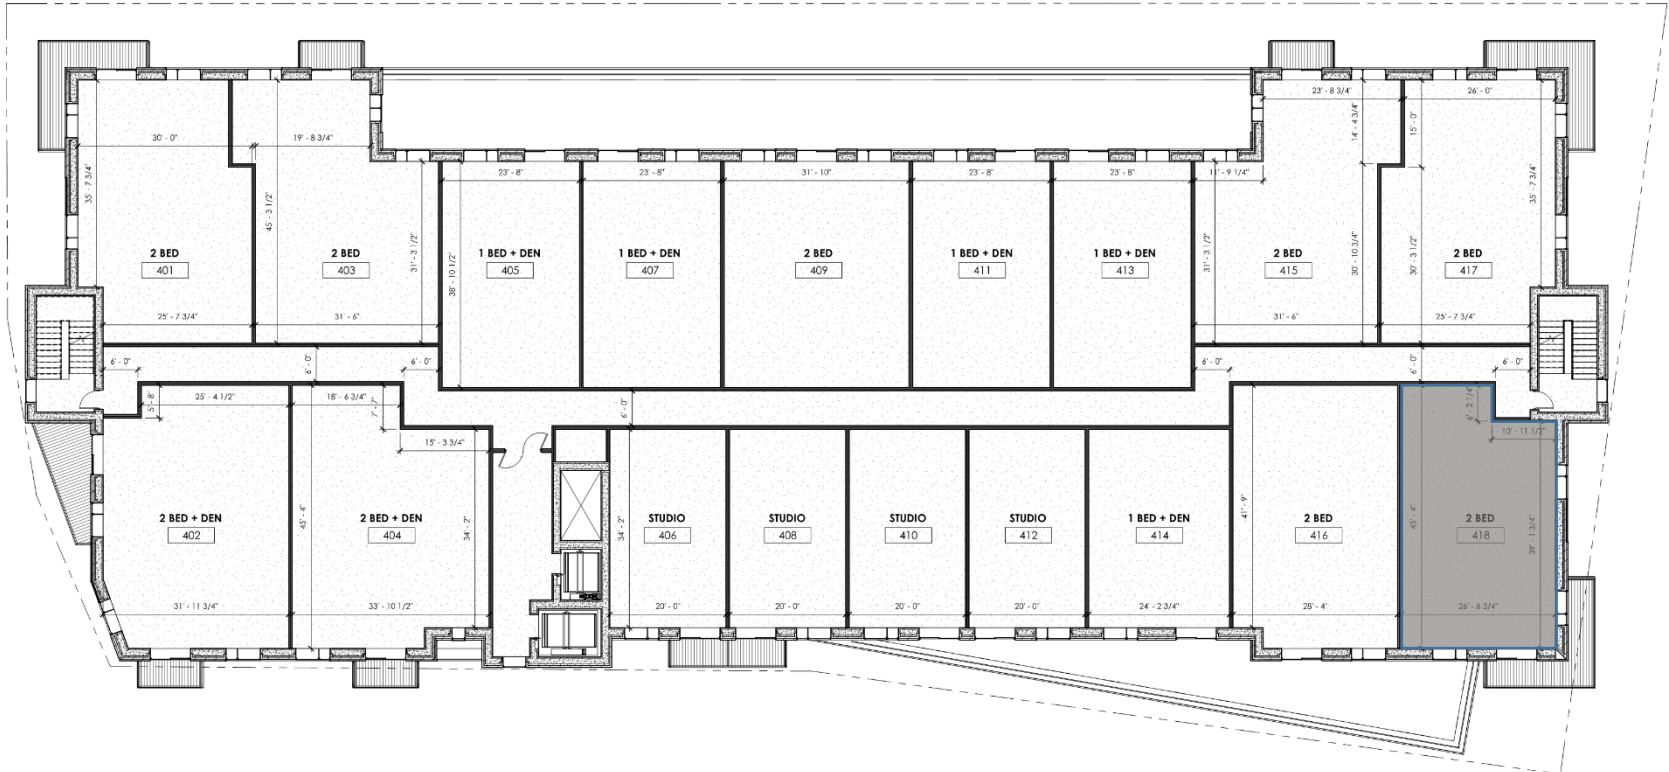 23' - 8 3/4"
26' - 0"
30' - 0"
19' - 8 3/4"
14' - 4 3/4"
15' - 0"
35' - 7 3/4"
45' - 3 1/2"
31' - 3 1/2"
38' - 10 1/2"
23' - 8"
23' - 8"
31' - 10"
23' - 8"
23' - 8"
11' - 9 1/4"
31' - 3 1/2"
30' - 10 3/4"
30' - 3 1/2"
35' - 7 3/4"
2 BED
401
2 BED
403
1 BED + DEN
405
1 BED + DEN
407
2 BED
409
1 BED + DEN
411
1 BED + DEN
413
2 BED
415
2 BED
417
25' - 7 3/4"
31' - 6"
31' - 6"
25' - 7 3/4"
6' - 0"
6' - 0"
6' - 0"
6' - 0"
6' - 0"
6' - 0"
6' - 0"
5' - 8"
25' - 4 1/2"
18' - 6 3/4"
7' - 7"
15' - 3 3/4"
6' - 2 1/4"
10' - 11 1/2"
2 BED + DEN
402
45' - 4"
2 BED + DEN
404
34' - 2"
34' - 2"
STUDIO
406
STUDIO
408
STUDIO
410
STUDIO
412
1 BED + DEN
414
41' - 9"
2 BED
416
45' - 4"
2 BED
418
39' - 1 3/4"
31' - 11 3/4"
33' - 10 1/2"
20' - 0"
20' - 0"
20' - 0"
20' - 0"
24' - 2 3/4"
28' - 4"
26' - 6 3/4"